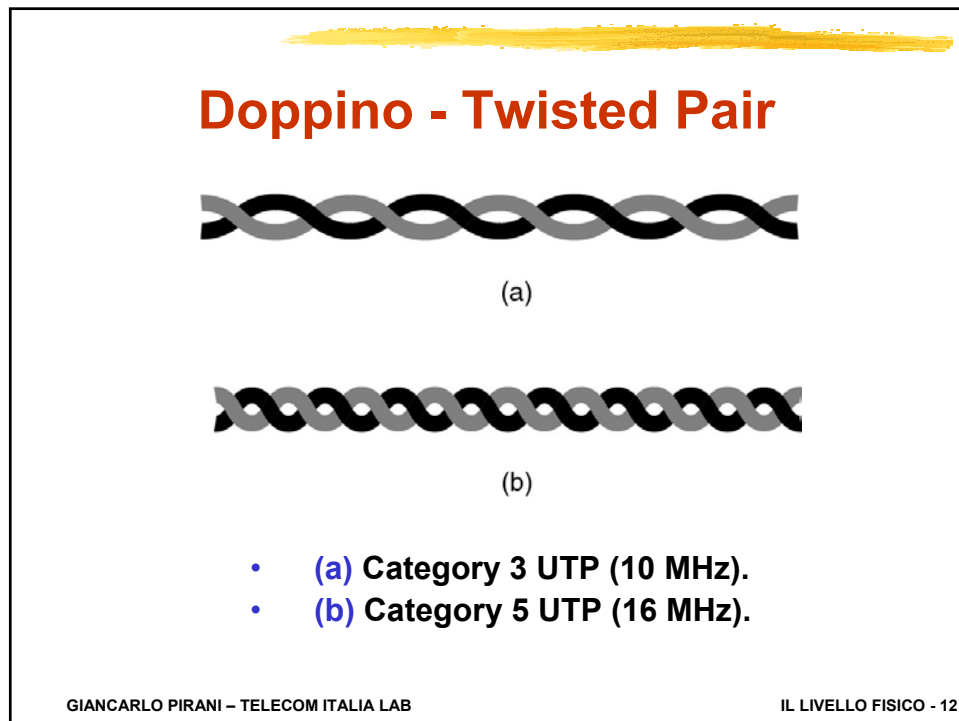 Doppino - Twisted Pair
(a)
(b)
• (a) Category 3 UTP (10 MHz).
• (b) Category 5 UTP (16 MHz).
GIANCARLO PIRANI – TELECOM ITALIA LAB
IL LIVELLO FISICO - 12